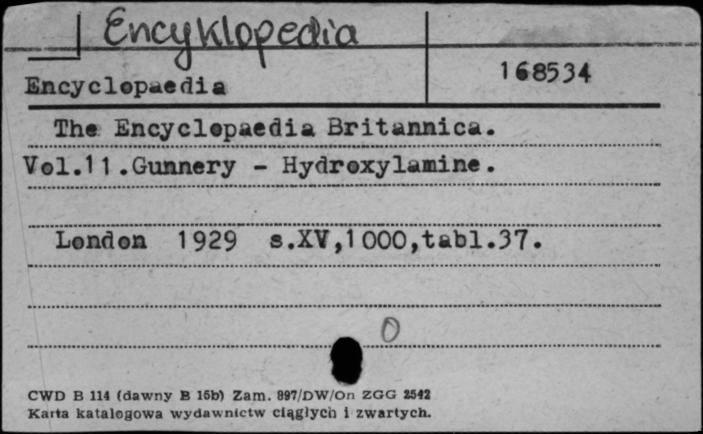 Encyklopedia
Encyclopaedia 168534
The Encyclopaedia Britannica.
Vol.11.Gunnery - Hydroxylamine.
London 1929 s.XV,1000,tabl.37.
0
CWD B 114 (dawny B 15b) Zam. 897/DW/On ZGG 2542
Karta katalogowa wydawnictw ciągłych i zwartych.